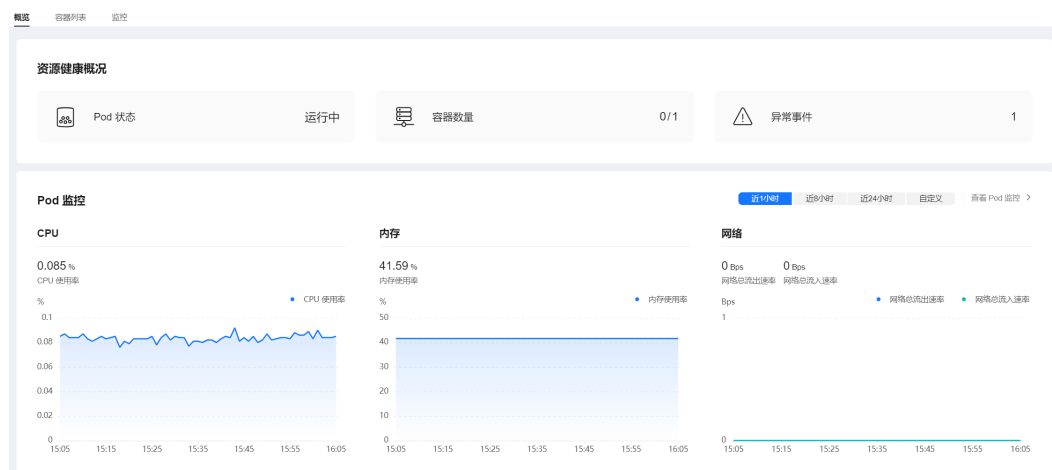 概览 容器列表 监控
资源健康概况
Pod 状态 运行中 容器数量 0/1 异常事件 1
Pod 监控 近1小时 近8小时 近24小时 自定义 查看 Pod 监控
CPU 内存 网络
0.085 % 41.59 % 0 Bps 0 Bps
CPU 使用率 内存使用率 网络总流出速率 网络总流入速率
% CPU 使用率 % 内存使用率 Bps 网络总流出速率 网络总流入速率
0.1 50 1
0.08 40
0.06 30
0.04 20
0.02 10
0 0 0
15:05 15:15 15:25 15:35 15:45 15:55 16:05 15:05 15:15 15:25 15:35 15:45 15:55 16:05 15:05 15:15 15:25 15:35 15:45 15:55 16:05